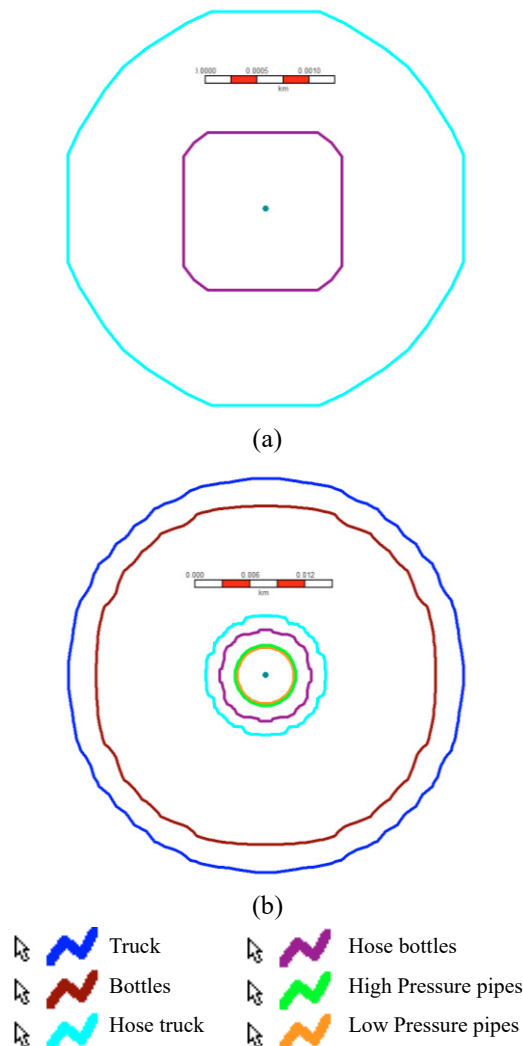 0.0000 0.0005 0.0010
km
(a)
0.000 0.006 0.012
km
(b)
Truck
Hose bottles
Bottles
High Pressure pipes
Hose truck
Low Pressure pipes